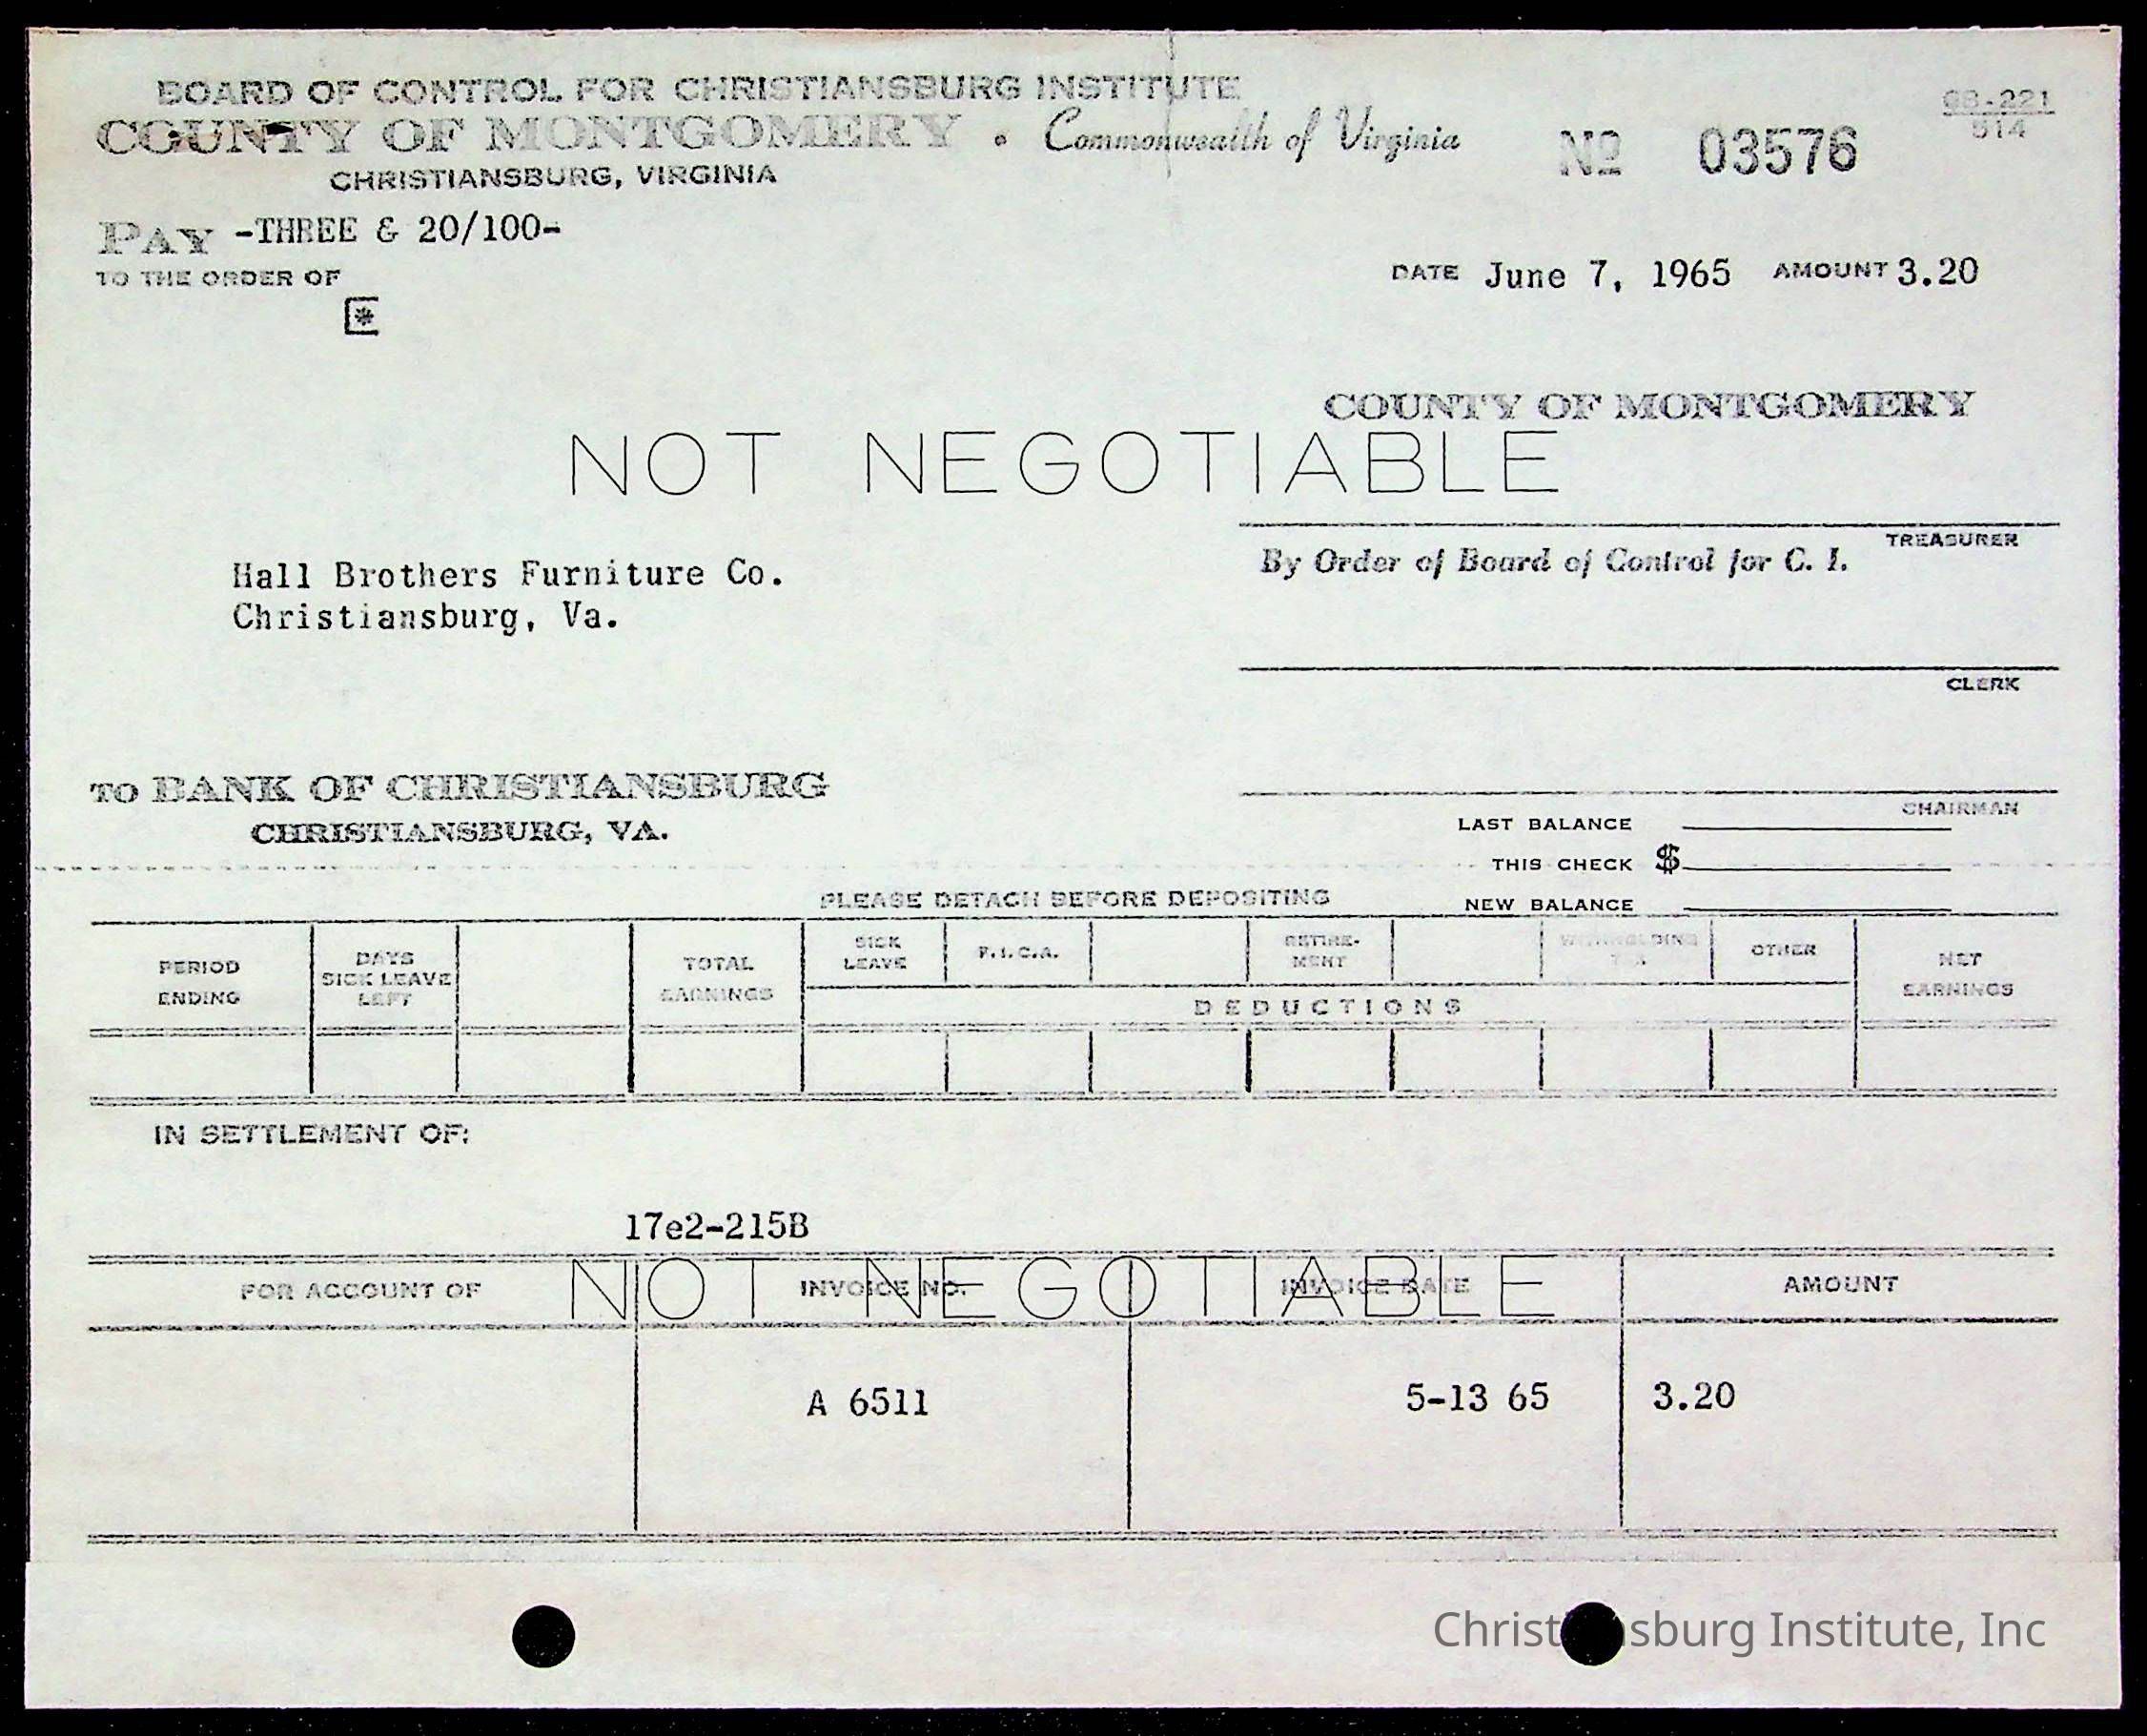 BOARD OF CONTROL FOR CHRISTIANSBURG INSTITUTE
COUNTY OF MONTGOMERY • Commonwealth of Virginia
CHRISTIANSBURG, VIRGINIA
No 03576
68-221
514
PAY -THREE & 20/100-
TO THE ORDER OF
DATE June 7, 1965 AMOUNT 3.20
*
COUNTY OF MONTGOMERY
NOT NEGOTIABLE
TREASURER
By Order of Board of Control for C. I.
Hall Brothers Furniture Co.
Christiansburg, Va.
CLERK
TO BANK OF CHRISTIANSBURG
CHRISTIANSBURG, VA.
CHAIRMAN
LAST BALANCE
THIS CHECK $
NEW BALANCE
PLEASE DETACH BEFORE DEPOSITING
PERIOD ENDING
DAYS SICK LEAVE LEFT
TOTAL EARNINGS
SICK LEAVE
F.I.C.A.
RETIRE-MENT
WITHHOLDING
OTHER
NET EARNINGS
DEDUCTIONS
IN SETTLEMENT OF:
17e2-215B
NOT NEGOTIABLE
FOR ACCOUNT OF INVOICE NO. INVOICE DATE AMOUNT
A 6511 5-13 65 3.20
Christiansburg Institute, Inc